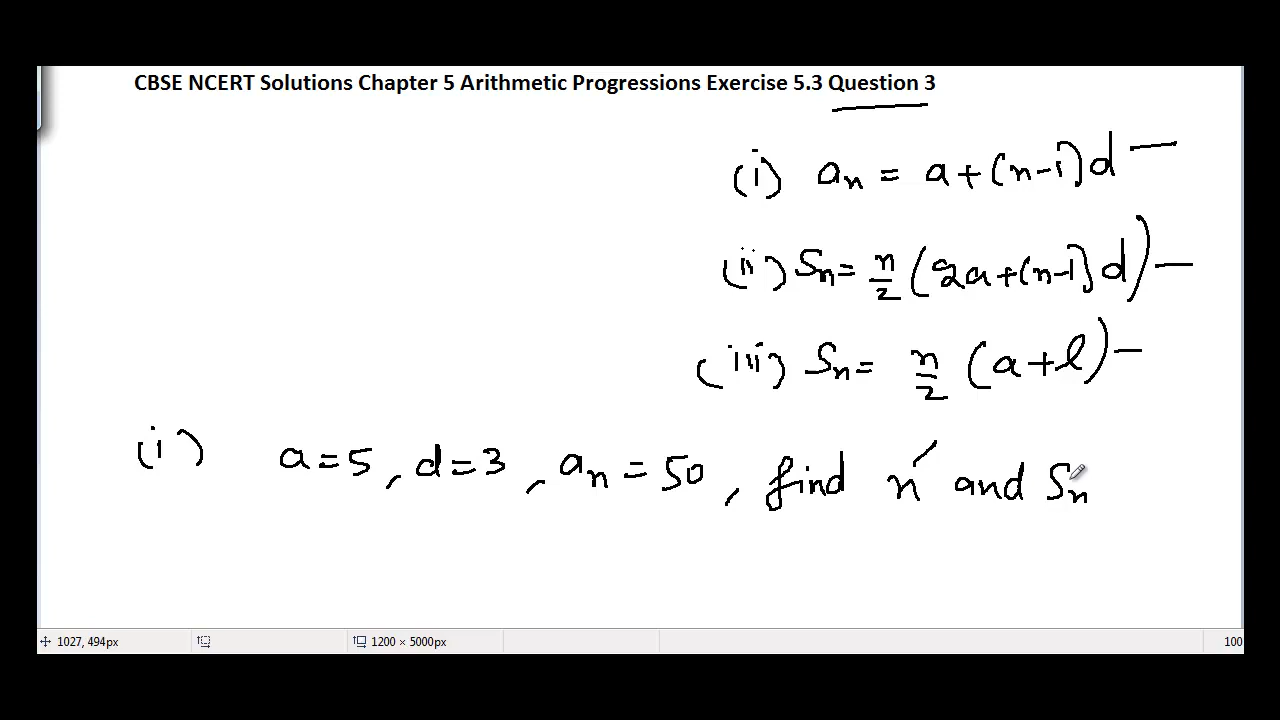 CBSE NCERT Solutions Chapter 5 Arithmetic Progressions Exercise 5.3 Question 3
(i) aₙ = a+(n-1)d —
(ii) Sₙ= n/2 (2a+(n-1)d) —
(iii) Sₙ= n/2 (a+l) —
(i) a=5, d=3, aₙ = 50, find n and Sₙ
1027, 494px 1200 × 5000px 100